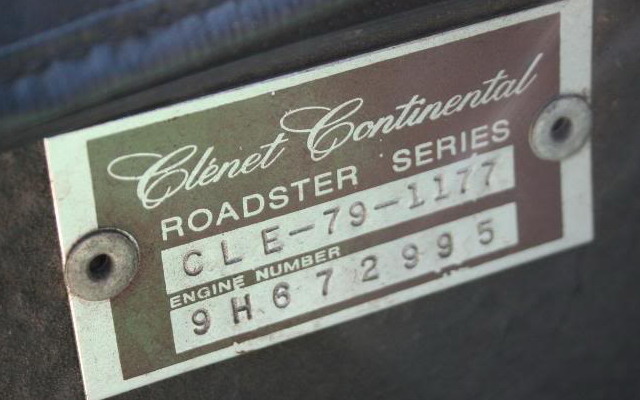 Clénet Continental
ROADSTER SERIES
CLE-79-1177
ENGINE NUMBER
9H672995